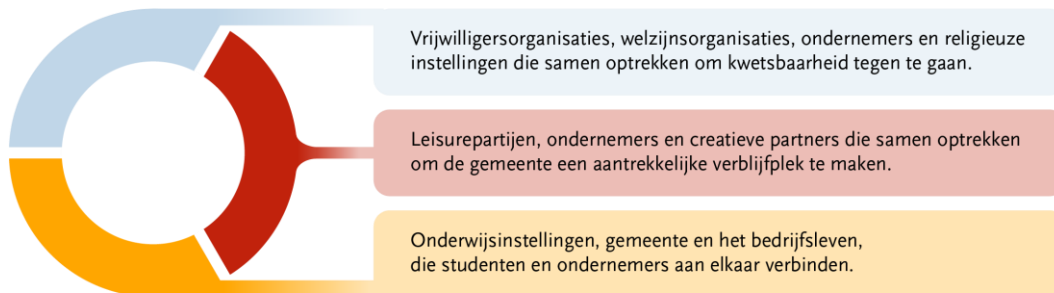 Vrijwilligersorganisaties, welzijnsorganisaties, ondernemers en religieuze
instellingen die samen optrekken om kwetsbaarheid tegen te gaan.
Leisurepartijen, ondernemers en creatieve partners die samen optrekken
om de gemeente een aantrekkelijke verblijfplek te maken.
Onderwijsinstellingen, gemeente en het bedrijfsleven,
die studenten en ondernemers aan elkaar verbinden.